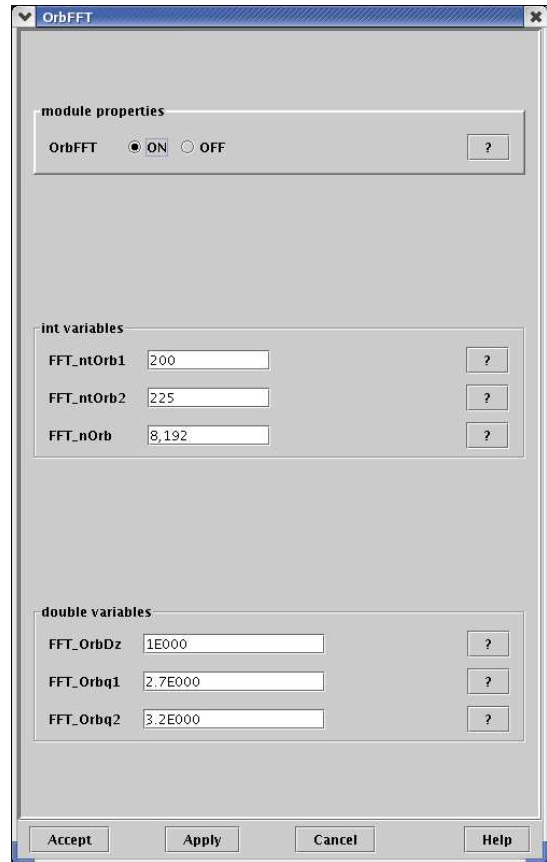 OrbFFT
module properties
OrbFFT ON OFF ?
int variables
FFT_ntOrb1 200 ?
FFT_ntOrb2 225 ?
FFT_nOrb 8,192 ?
double variables
FFT_OrbDz 1E000 ?
FFT_Orbq1 2.7E000 ?
FFT_Orbq2 3.2E000 ?
Accept Apply Cancel Help